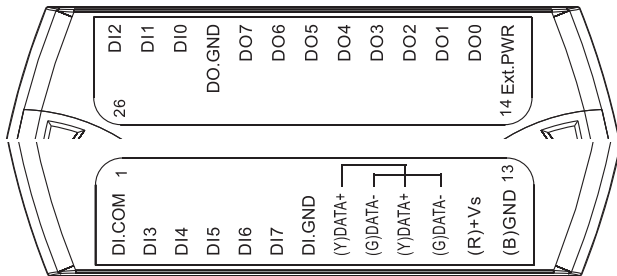 DI2
DI1
DI0
DO.GND
DO7
DO6
DO5
DO4
DO3
DO2
DO1
DO0
Ext.PWR
26
14
1
13
DI.COM
DI3
DI4
DI5
DI6
DI7
DI.GND
(Y)DATA+
(G)DATA-
(Y)DATA+
(G)DATA-
(R)+Vs
(B)GND